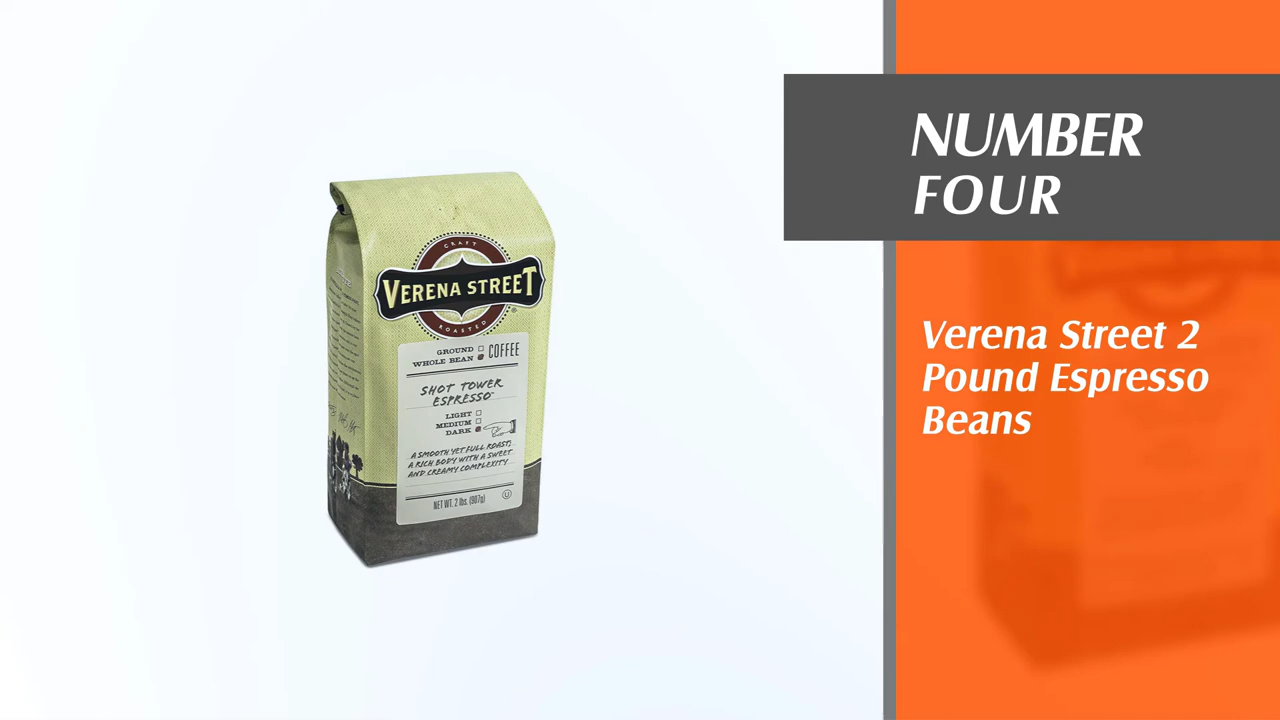 NUMBER
FOUR
Verena Street 2
Pound Espresso
Beans
CRAFT
VERENA STREET
ROASTED
GROUND
WHOLE BEAN
COFFEE
SHOT TOWER
ESPRESSO™
LIGHT
MEDIUM
DARK
A SMOOTH YET FULL ROAST,
A RICH BODY WITH A SWEET
AND CREAMY COMPLEXITY
NET WT. 2 lbs. (907g)